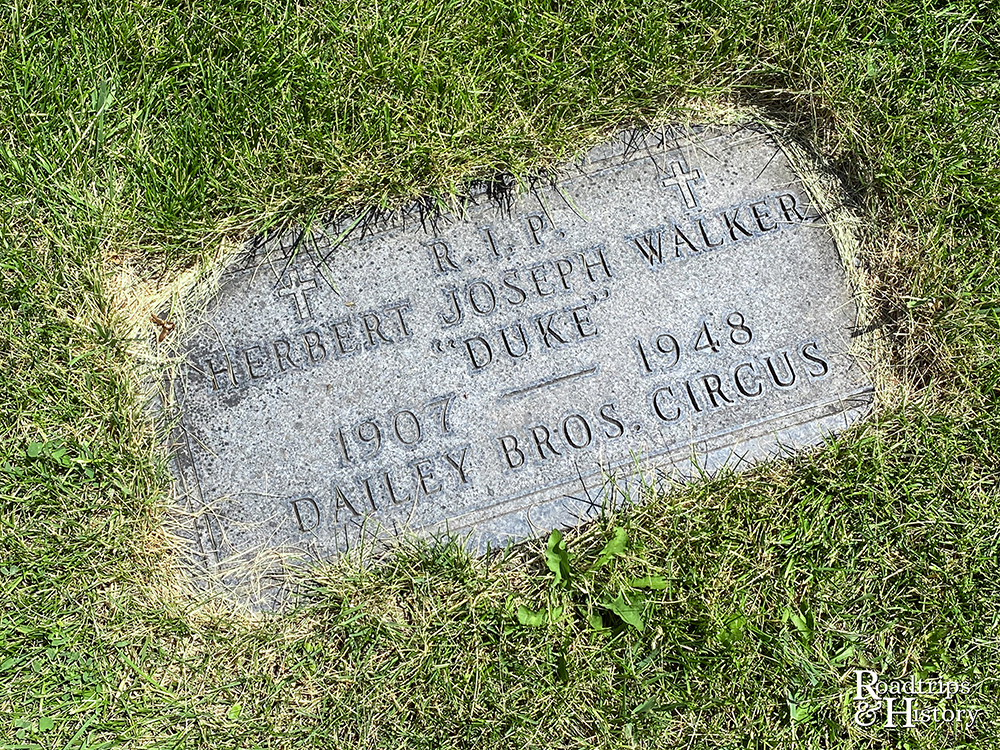 R.I.P.
HERBERT JOSEPH WALKER
"DUKE"
1907 — 1948
DAILEY BROS. CIRCUS
Roadtrips
& History